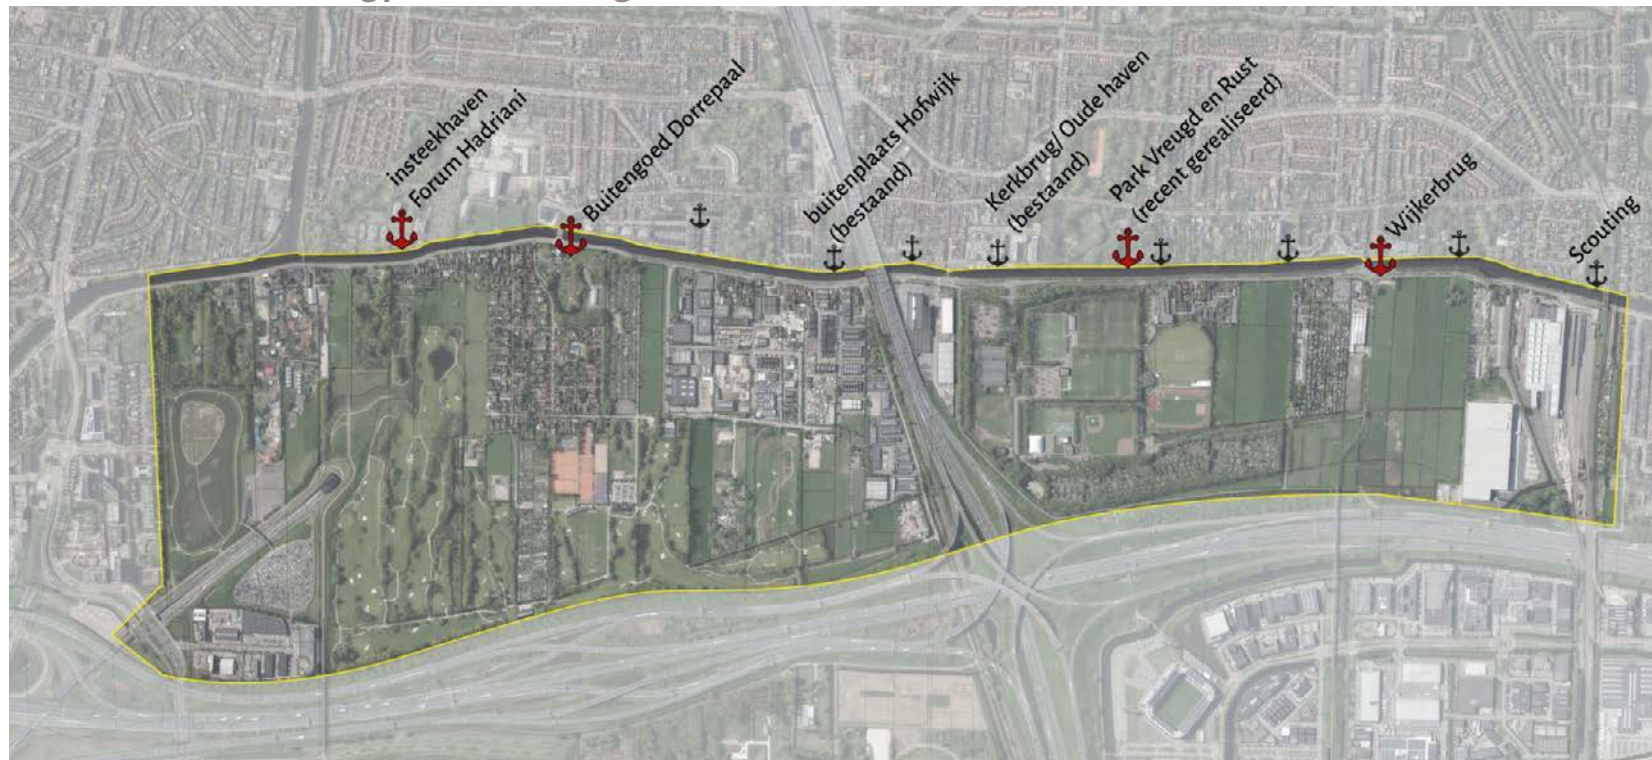 insteekhaven
Forum Hadriani
Buitengoed Dorrepaal
buitenplaats Hofwijk
(bestaand)
Kerkbrug/ Oude haven
(bestaand)
Park Vreugd en Rust
(recent gerealiseerd)
Wijkerbrug
Scouting